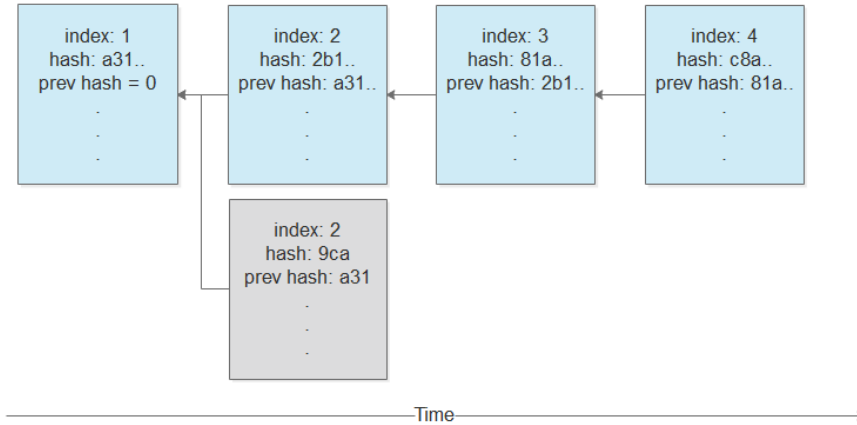 index: 1
hash: a31..
prev hash = 0
.
.
.
index: 2
hash: 2b1..
prev hash: a31..
.
.
.
index: 3
hash: 81a..
prev hash: 2b1..
.
.
.
index: 4
hash: c8a..
prev hash: 81a..
.
.
.
index: 2
hash: 9ca
prev hash: a31
.
.
.
Time